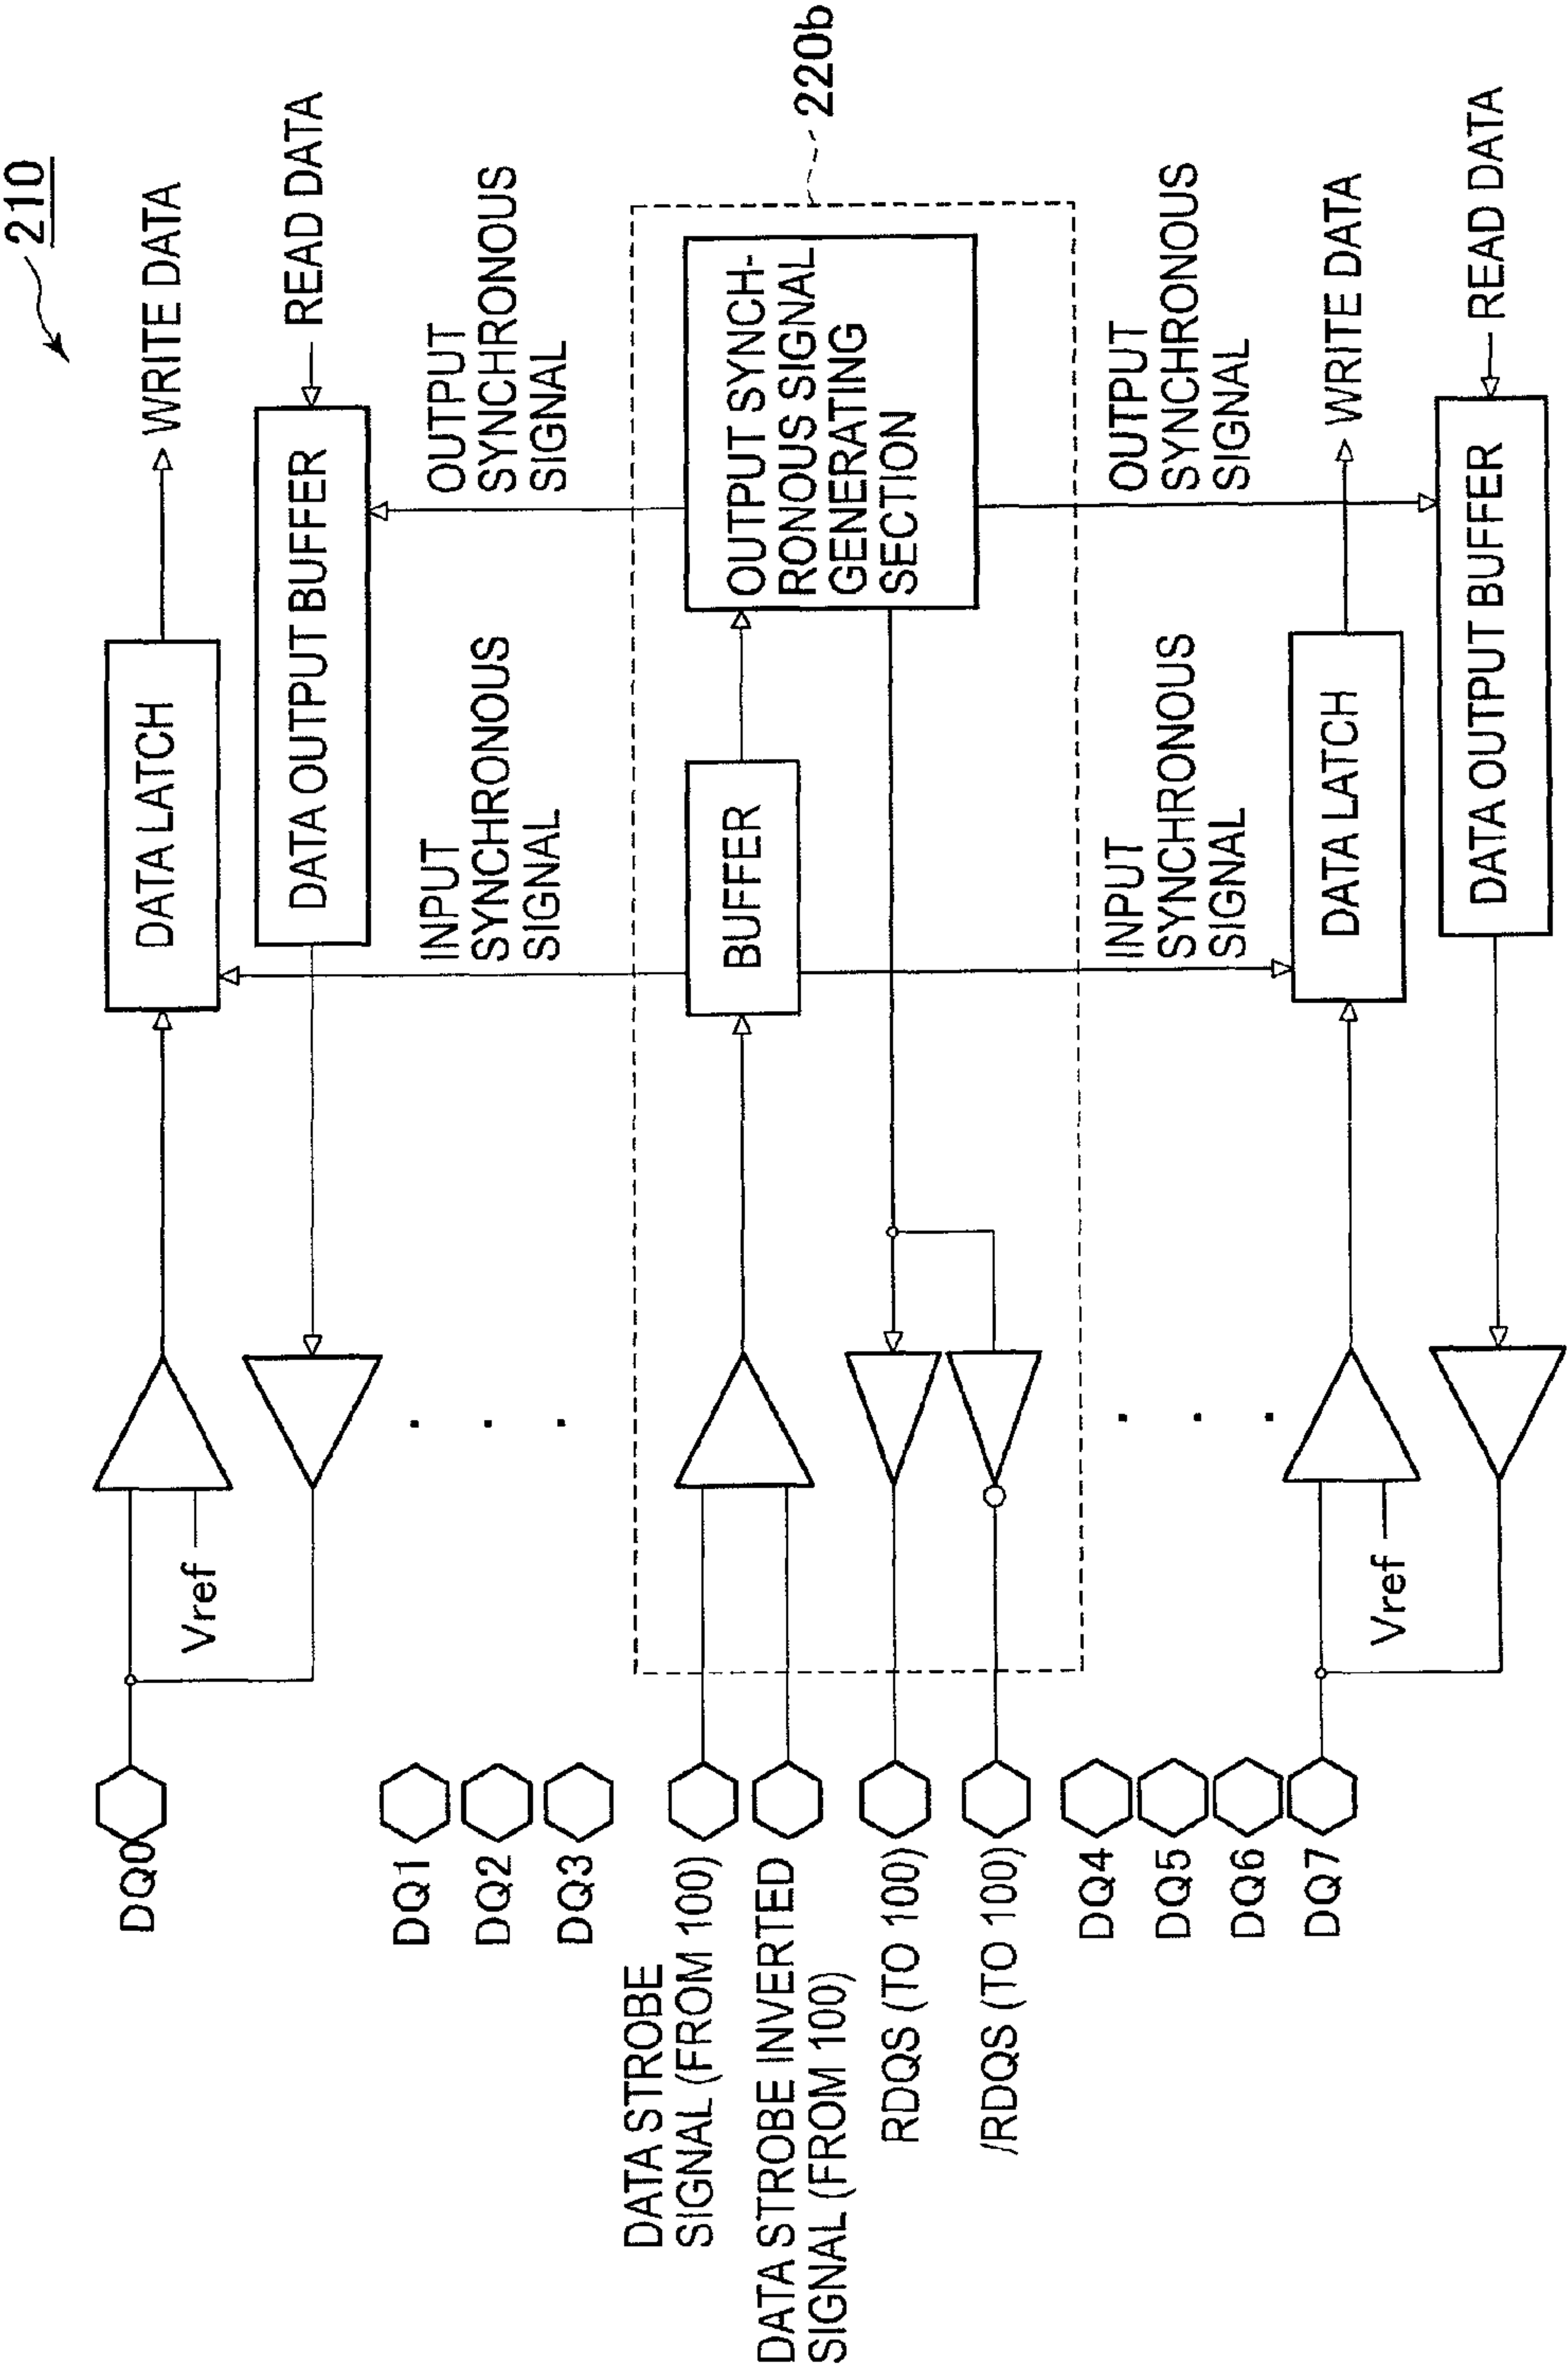 210
DQ0
Vref
DATA LATCH
WRITE DATA
DATA OUTPUT BUFFER
READ DATA
DQ1
DQ2
DQ3
INPUT
SYNCHRONOUS
SIGNAL
OUTPUT
SYNCHRONOUS
SIGNAL
220b
DATA STROBE
SIGNAL (FROM 100)
DATA STROBE INVERTED
SIGNAL (FROM 100)
BUFFER
OUTPUT SYNCH-
RONOUS SIGNAL
GENERATING
SECTION
RDQS (TO 100)
/RDQS (TO 100)
DQ4
DQ5
DQ6
DQ7
INPUT
SYNCHRONOUS
SIGNAL
OUTPUT
SYNCHRONOUS
SIGNAL
Vref
DATA LATCH
WRITE DATA
DATA OUTPUT BUFFER
READ DATA